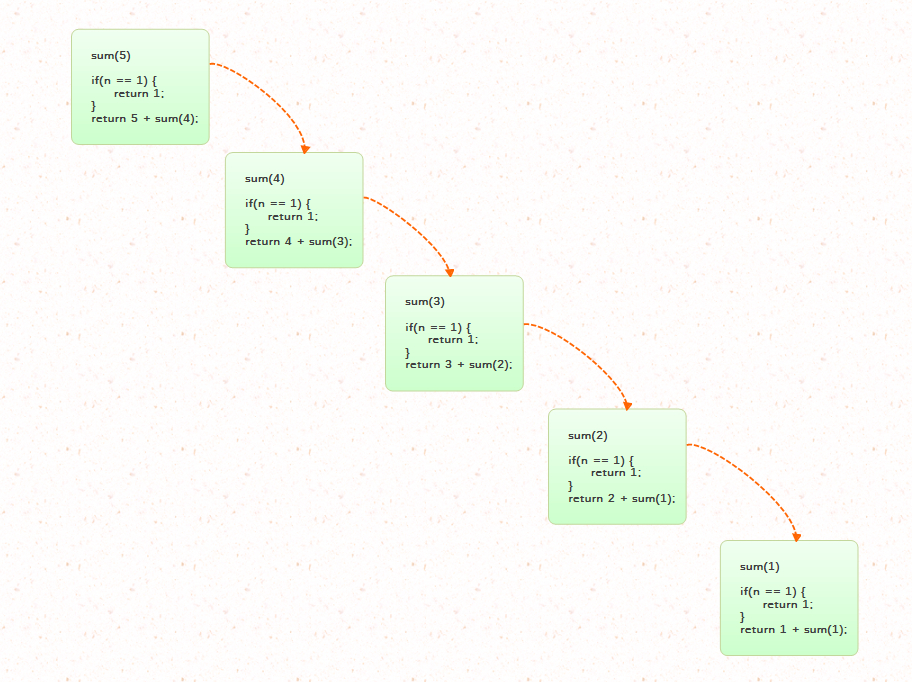 sum(5)
if(n == 1) {
return 1;
}
return 5 + sum(4);
sum(4)
if(n == 1) {
return 1;
}
return 4 + sum(3);
sum(3)
if(n == 1) {
return 1;
}
return 3 + sum(2);
sum(2)
if(n == 1) {
return 1;
}
return 2 + sum(1);
sum(1)
if(n == 1) {
return 1;
}
return 1 + sum(1);